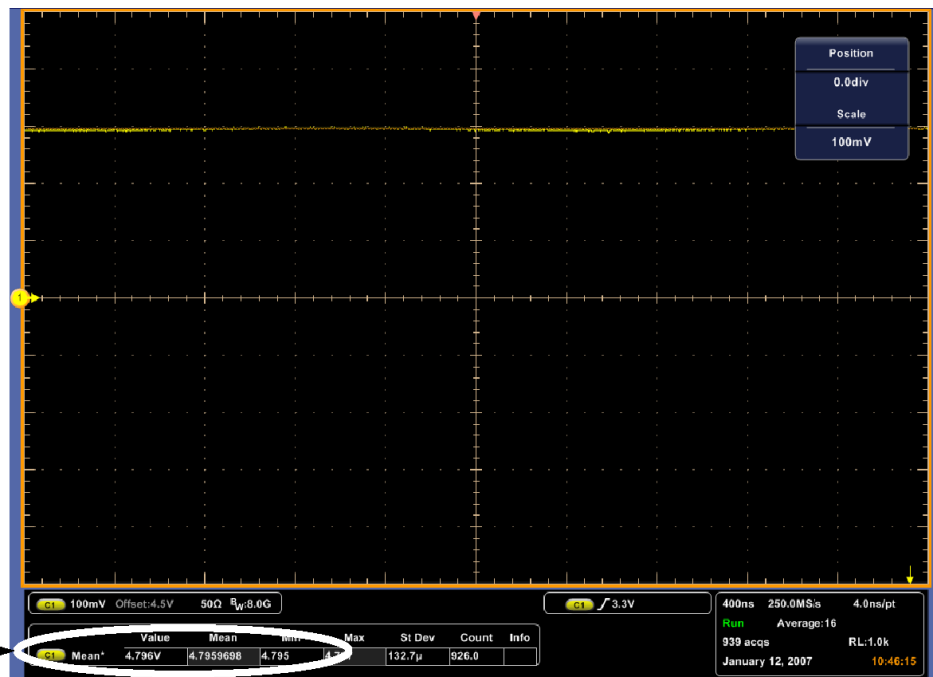 Position
0.0div
Scale
100mV
1
C1 100mV Offset:4.5V 50Ω BW:8.0G
C1 3.3V
400ns 250.0MS/s 4.0ns/pt
Run Average:16
939 acqs RL:1.0k
January 12, 2007 10:46:15
Value Mean Min Max St Dev Count Info
C1 Mean* 4.796V 4.7959698 4.795 132.7µ 926.0